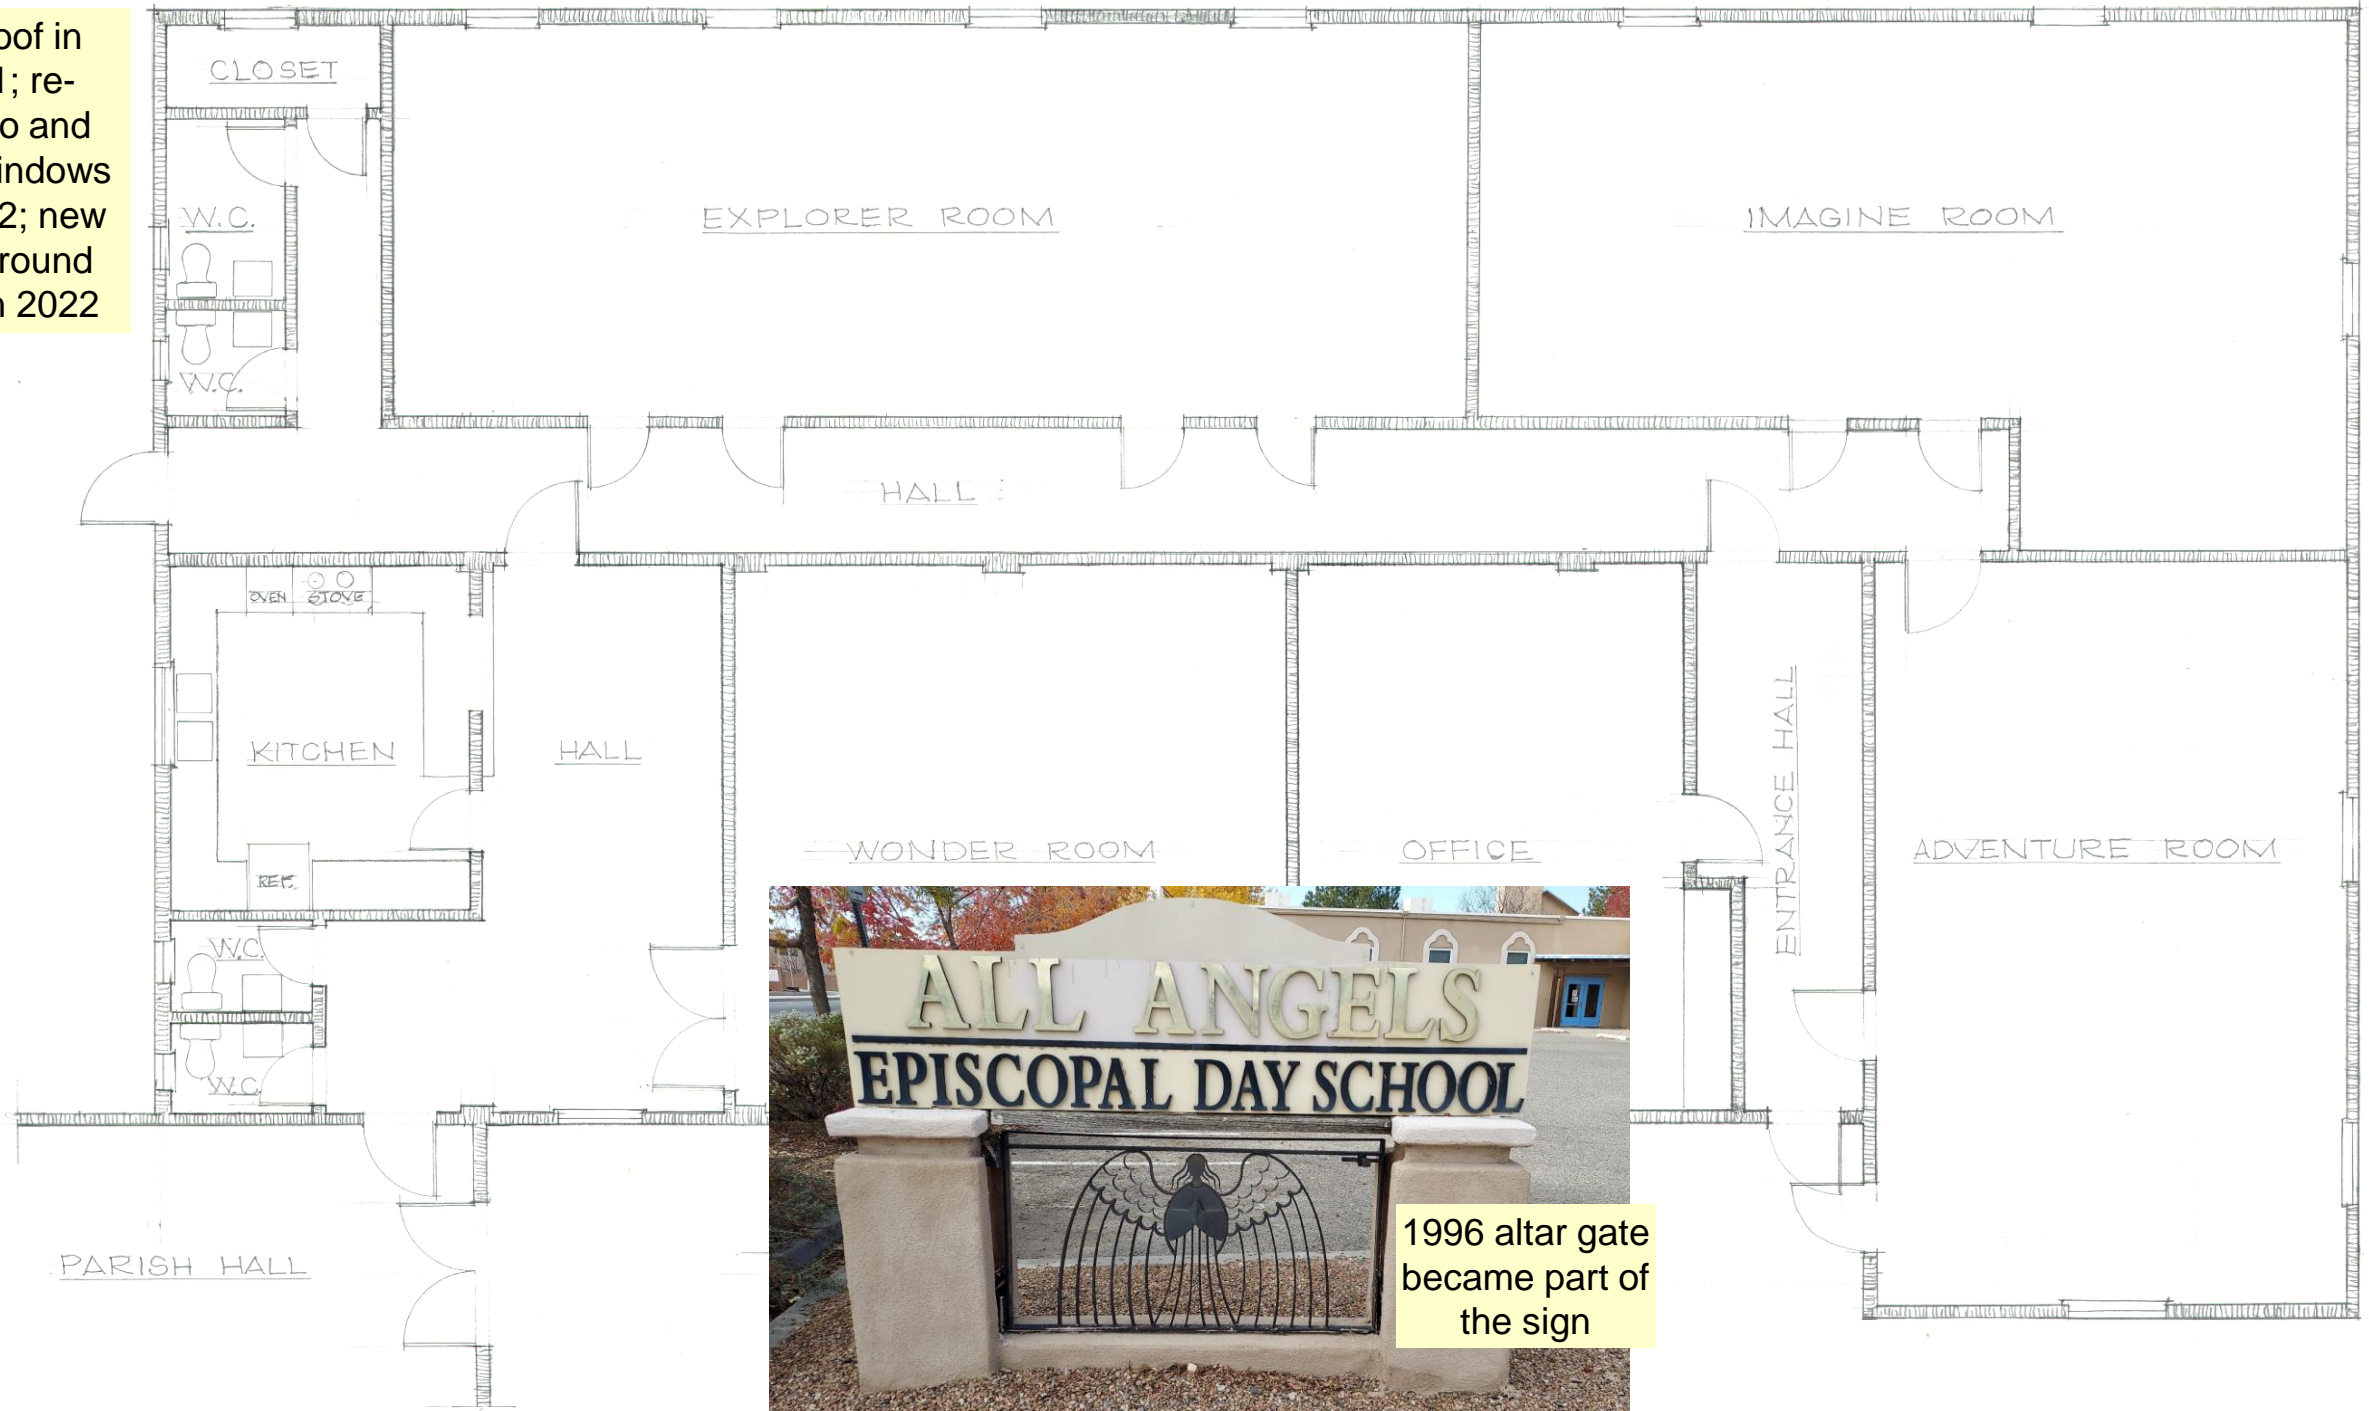 oof in
; re-
o and
indows
2; new
round
2022
CLOSET
W.C.
W.C.
EXPLORER ROOM
IMAGINE ROOM
HALL
OVEN STOVE
KITCHEN
REF.
HALL
WONDER ROOM
OFFICE
ENTRANCE HALL
ADVENTURE ROOM
W.C.
W.C.
PARISH HALL
ALL ANGELS
EPISCOPAL DAY SCHOOL
1996 altar gate
became part of
the sign